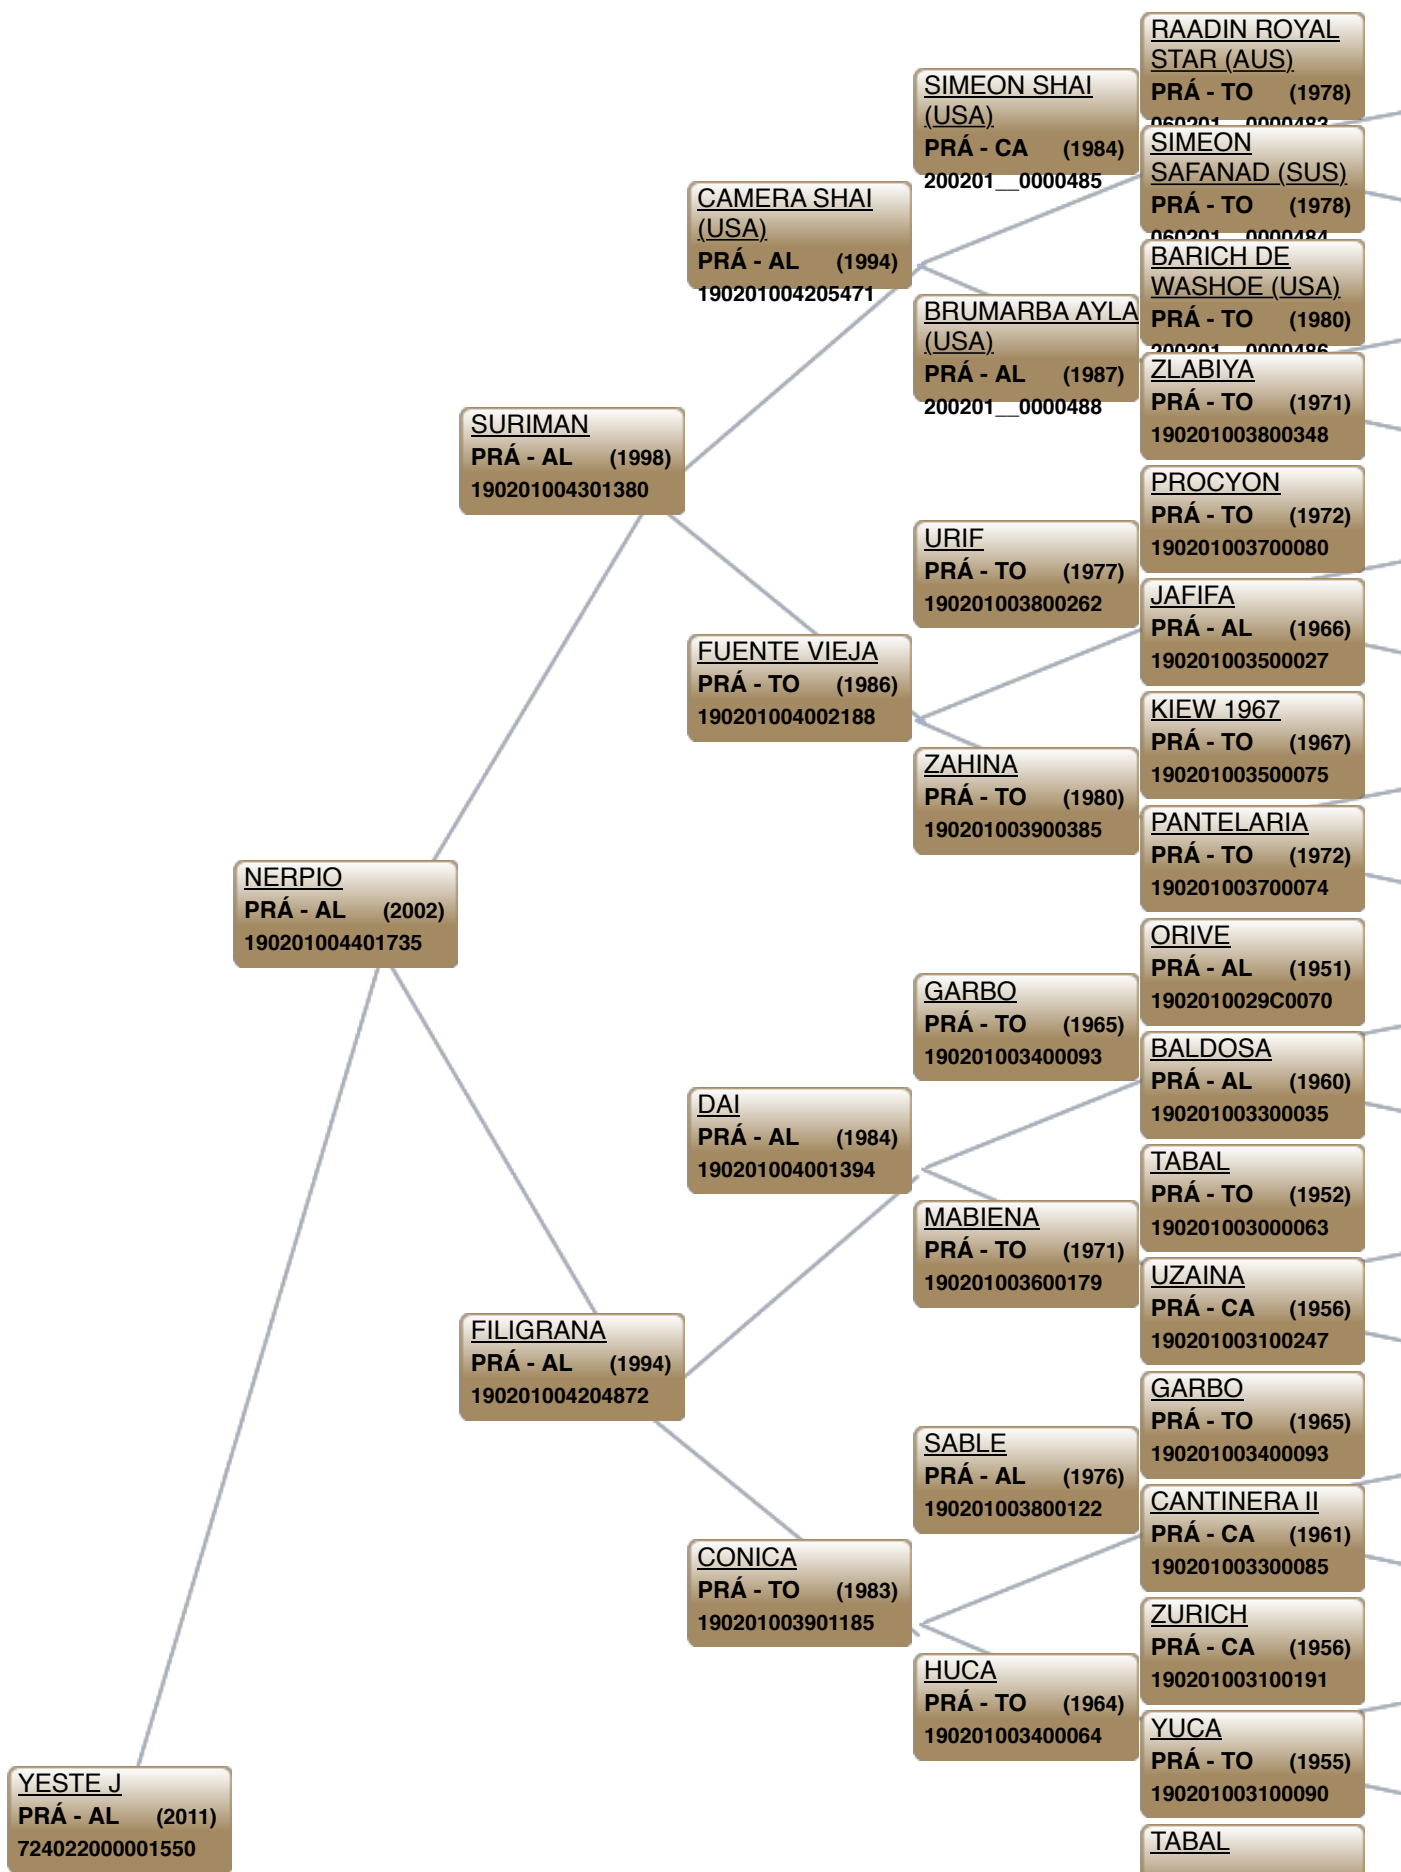 RAADIN ROYAL
STAR (AUS)
PRÁ - TO (1978)
060201__0000483
SIMEON
SAFANAD (SUS)
PRÁ - TO (1978)
060201__0000484
BARICH DE
WASHOE (USA)
PRÁ - TO (1980)
200201__0000486
ZLABIYA
PRÁ - TO (1971)
190201003800348
PROCYON
PRÁ - TO (1972)
190201003700080
JAFIFA
PRÁ - AL (1966)
190201003500027
KIEW 1967
PRÁ - TO (1967)
190201003500075
PANTELARIA
PRÁ - TO (1972)
190201003700074
ORIVE
PRÁ - AL (1951)
1902010029C0070
BALDOSA
PRÁ - AL (1960)
190201003300035
TABAL
PRÁ - TO (1952)
190201003000063
UZAINA
PRÁ - CA (1956)
190201003100247
GARBO
PRÁ - TO (1965)
190201003400093
CANTINERA II
PRÁ - CA (1961)
190201003300085
ZURICH
PRÁ - CA (1956)
190201003100191
YUCA
PRÁ - TO (1955)
190201003100090
TABAL
SIMEON SHAI
(USA)
PRÁ - CA (1984)
200201__0000485
BRUMARBA AYLA
(USA)
PRÁ - AL (1987)
200201__0000488
URIF
PRÁ - TO (1977)
190201003800262
ZAHINA
PRÁ - TO (1980)
190201003900385
GARBO
PRÁ - TO (1965)
190201003400093
MABIENA
PRÁ - TO (1971)
190201003600179
SABLE
PRÁ - AL (1976)
190201003800122
HUCA
PRÁ - TO (1964)
190201003400064
CAMERA SHAI
(USA)
PRÁ - AL (1994)
190201004205471
FUENTE VIEJA
PRÁ - TO (1986)
190201004002188
DAI
PRÁ - AL (1984)
190201004001394
CONICA
PRÁ - TO (1983)
190201003901185
SURIMAN
PRÁ - AL (1998)
190201004301380
FILIGRANA
PRÁ - AL (1994)
190201004204872
NERPIO
PRÁ - AL (2002)
190201004401735
YESTE J
PRÁ - AL (2011)
724022000001550